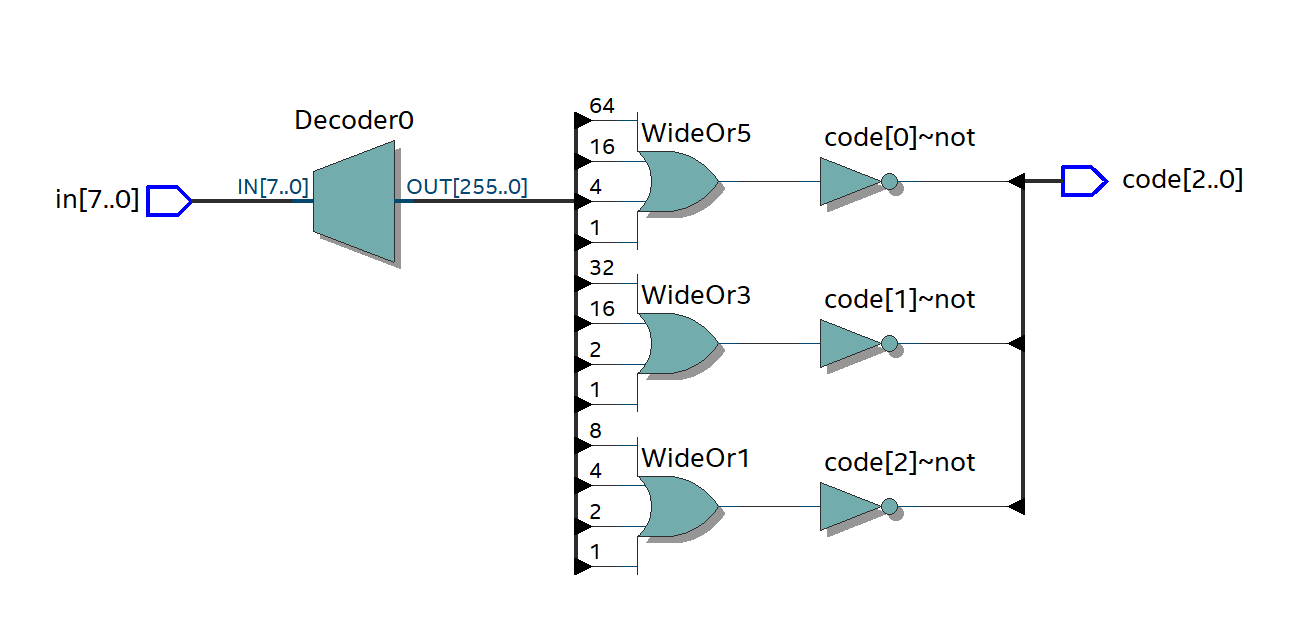 Decoder0
in[7..0]
IN[7..0]
OUT[255..0]
64
16
4
1
WideOr5
code[0]~not
code[2..0]
32
16
2
1
WideOr3
code[1]~not
8
4
2
1
WideOr1
code[2]~not